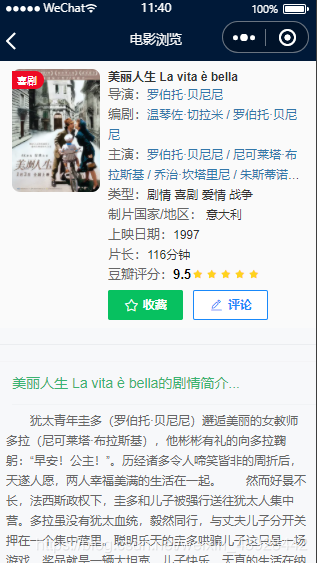 WeChat 11:40 100%
电影浏览
喜剧
美丽人生
美丽人生 La vita è bella
导演：罗伯托·贝尼尼
编剧：温琴佐·切拉米 / 罗伯托·贝尼
尼
主演：罗伯托·贝尼尼 / 尼可莱塔·布
拉斯基 / 乔治·坎塔里尼 / 朱斯蒂诺...
类型：剧情 喜剧 爱情 战争
制片国家/地区： 意大利
上映日期：1997
片长：116分钟
豆瓣评分：9.5
收藏
评论
美丽人生 La vita è bella的剧情简介...
犹太青年圭多（罗伯托·贝尼尼）邂逅美丽的女教师
多拉（尼可莱塔·布拉斯基），他彬彬有礼的向多拉鞠
躬：“早安！公主！”。历经诸多令人啼笑皆非的周折后，
天遂人愿，两人幸福美满的生活在一起。 然而好景不
长，法西斯政权下，圭多和儿子被强行送往犹太人集中
营。多拉虽没有犹太血统，毅然同行，与丈夫儿子分开关
押在一个集中营里。聪明乐天的圭多哄骗儿子这只是一场
游戏，奖品就是一辆大坦克，儿子快乐、天真的生活在纳